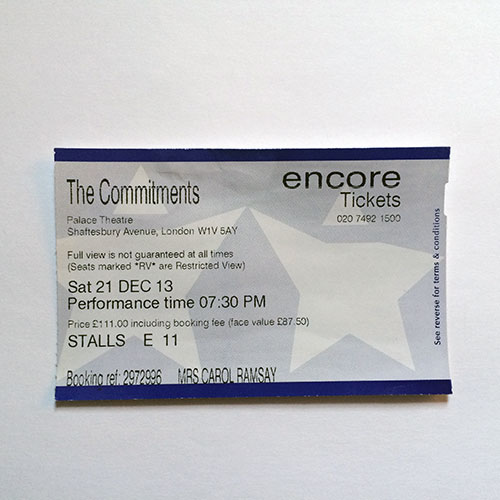 The Commitments
encore
Tickets
020 7492 1500
Palace Theatre
Shaftesbury Avenue, London W1V 5AY
Full view is not guaranteed at all times
(Seats marked *RV* are Restricted View)
Sat 21 DEC 13
Performance time 07:30 PM
Price £111.00 including booking fee (face value £87.50)
STALLS E 11
Booking ref: 2972996 MRS CAROL RAMSAY
See reverse for terms & conditions